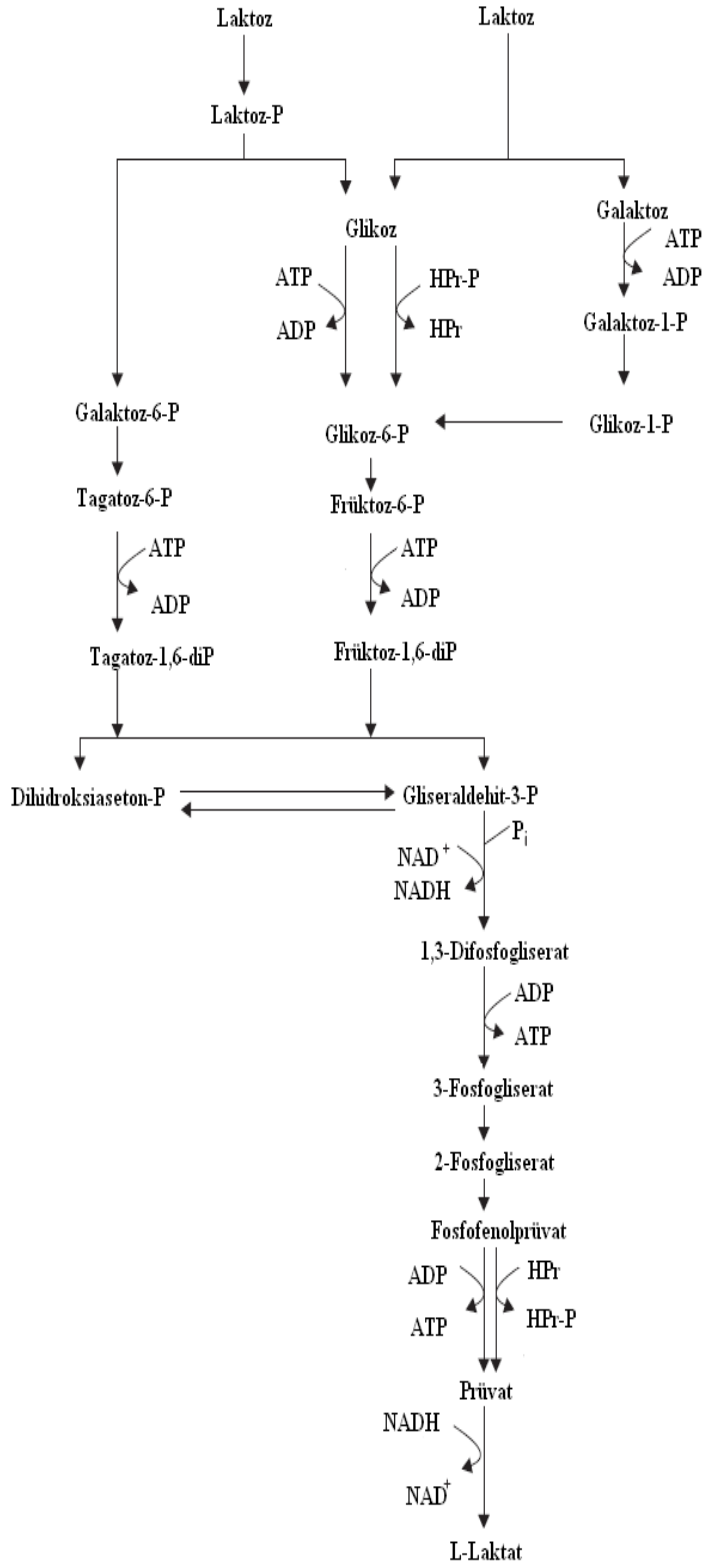 Laktoz
Laktoz
Laktoz-P
Galaktoz
Glikoz
ATP
ADP
ATP
HPr-P
ADP
HPr
Galaktoz-1-P
Galaktoz-6-P
Glikoz-6-P
Glikoz-1-P
Tagatoz-6-P
Früktoz-6-P
ATP
ATP
ADP
ADP
Tagatoz-1,6-diP
Früktoz-1,6-diP
Dihidroksiaseton-P
Gliseraldehit-3-P
Pi
NAD+
NADH
1,3-Difosfogliserat
ADP
ATP
3-Fosfogliserat
2-Fosfogliserat
Fosfofenolprüvat
ADP
HPr
ATP
HPr-P
Prüvat
NADH
NAD+
L-Laktat